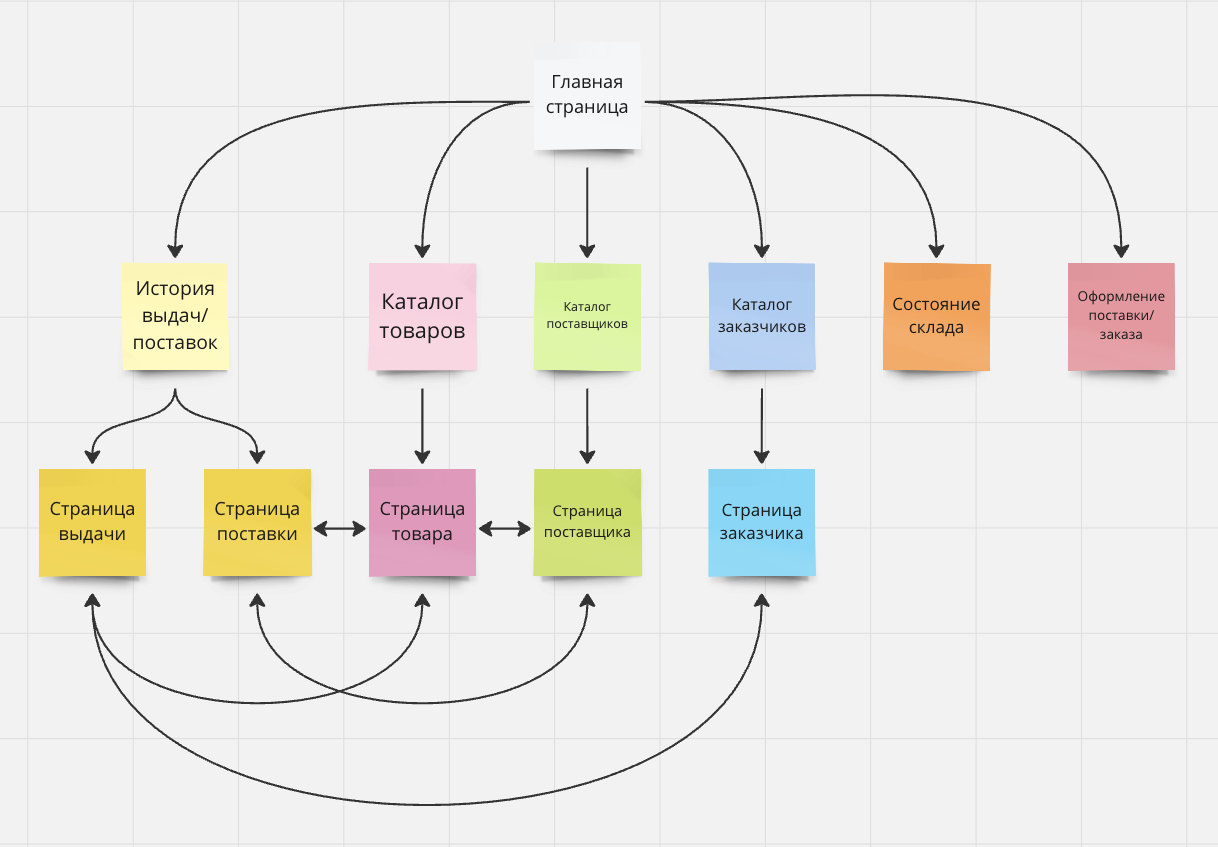 Главная
страница
История
выдач/
поставок
Каталог
товаров
Каталог
поставщиков
Каталог
заказчиков
Состояние
склада
Оформление
поставки/
заказа
Страница
выдачи
Страница
поставки
Страница
товара
Страница
поставщика
Страница
заказчика